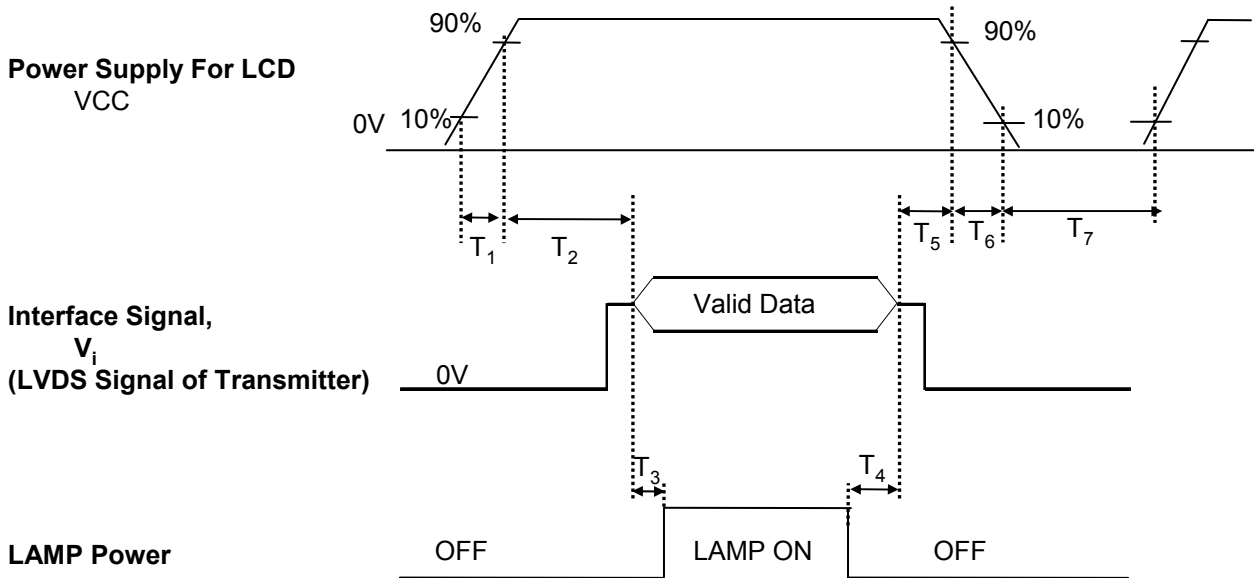 90%
90%
Power Supply For LCD
VCC
0V
10%
10%
T1
T2
T5
T6
T7
Valid Data
Interface Signal,
Vi
(LVDS Signal of Transmitter)
0V
T3
T4
LAMP Power
OFF
LAMP ON
OFF